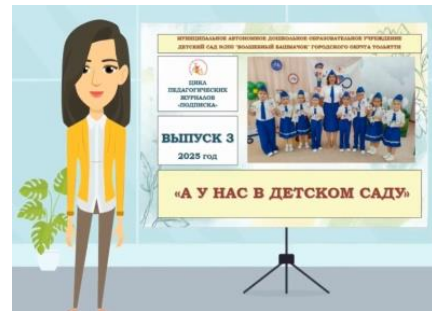 МУНИЦИПАЛЬНОЕ АВТОНОМНОЕ ДОШКОЛЬНОЕ ОБРАЗОВАТЕЛЬНОЕ УЧРЕЖДЕНИЕ
ДЕТСКИЙ САД "ВОЛШЕБНЫЙ БАШМАЧОК" ГОРОДСКОГО ОКРУГА ТОЛЬЯТТИ
ЦИКЛ
ПЕДАГОГИЧЕСКИХ
ЖУРНАЛОВ
«ПОДПИСКА»
ВЫПУСК 3
2025 год
«А У НАС В ДЕТСКОМ САДУ»